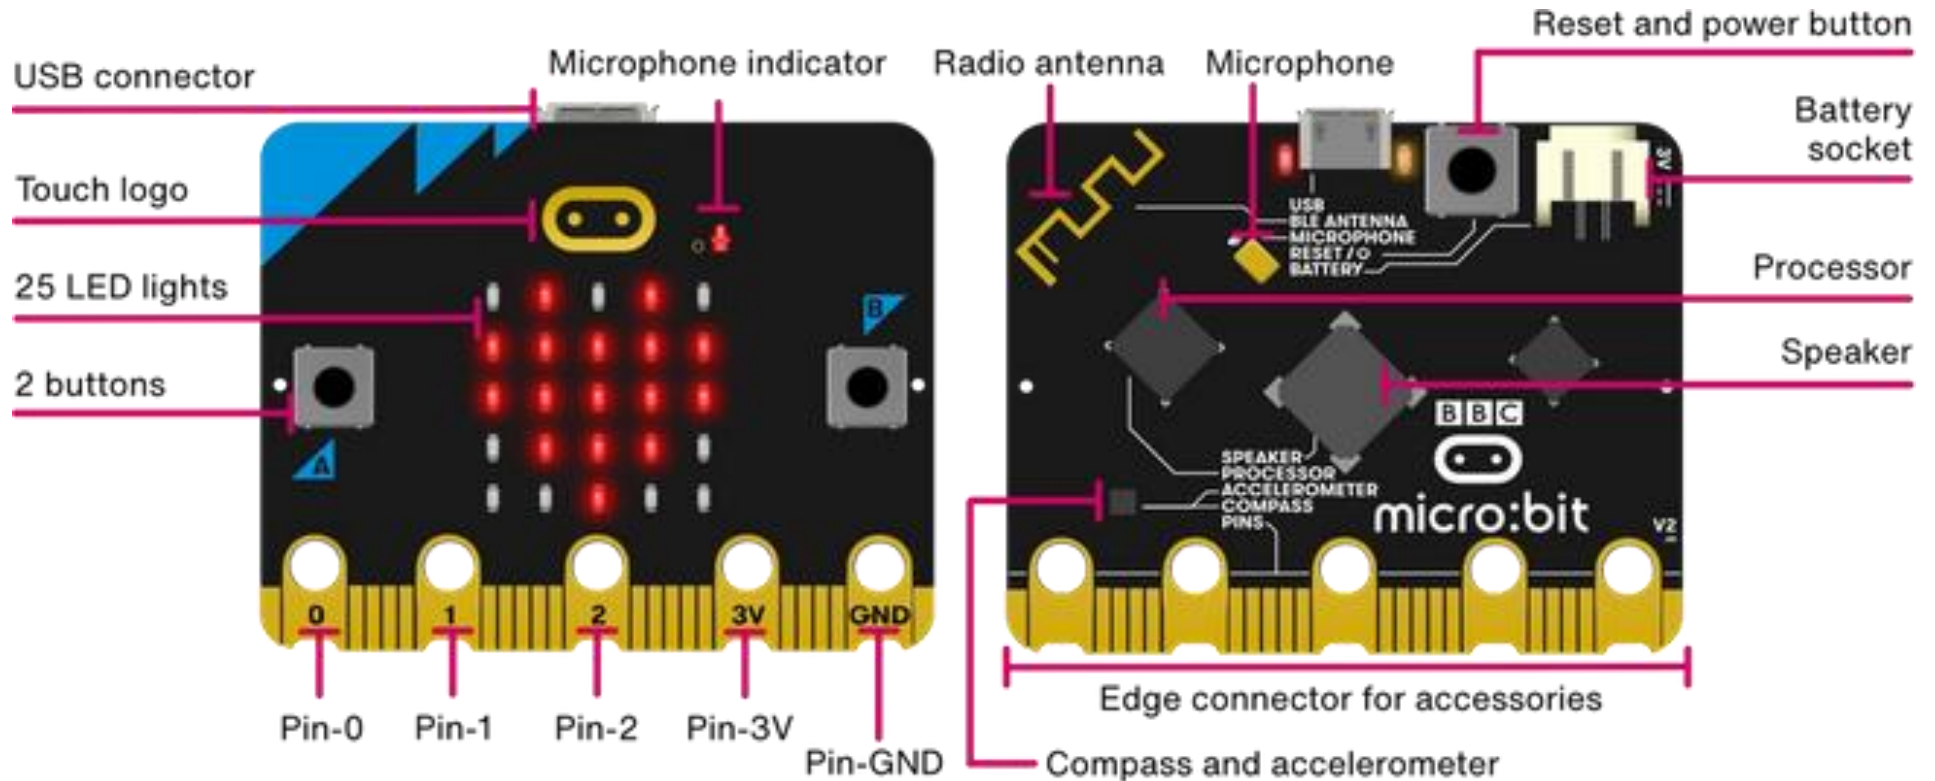 Reset and power button
USB connector
Microphone indicator
Radio antenna
Microphone
Battery
socket
Touch logo
25 LED lights
2 buttons
A
B
0
1
2
3V
GND
Pin-0
Pin-1
Pin-2
Pin-3V
Pin-GND
3V
USB
BLE ANTENNA
MICROPHONE
RESET /
BATTERY
Processor
Speaker
BBC
SPEAKER
PROCESSOR
ACCELEROMETER
COMPASS
PINS
micro:bit
V2
Edge connector for accessories
Compass and accelerometer